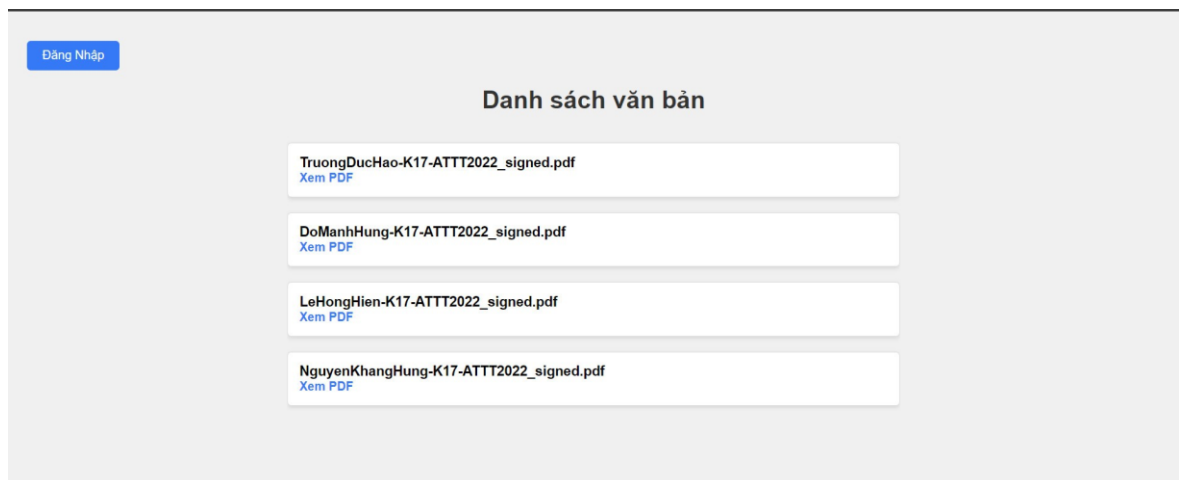 Đăng Nhập
Danh sách văn bản
TruongDucHao-K17-ATTT2022_signed.pdf
Xem PDF
DoManhHung-K17-ATTT2022_signed.pdf
Xem PDF
LeHongHien-K17-ATTT2022_signed.pdf
Xem PDF
NguyenKhangHung-K17-ATTT2022_signed.pdf
Xem PDF